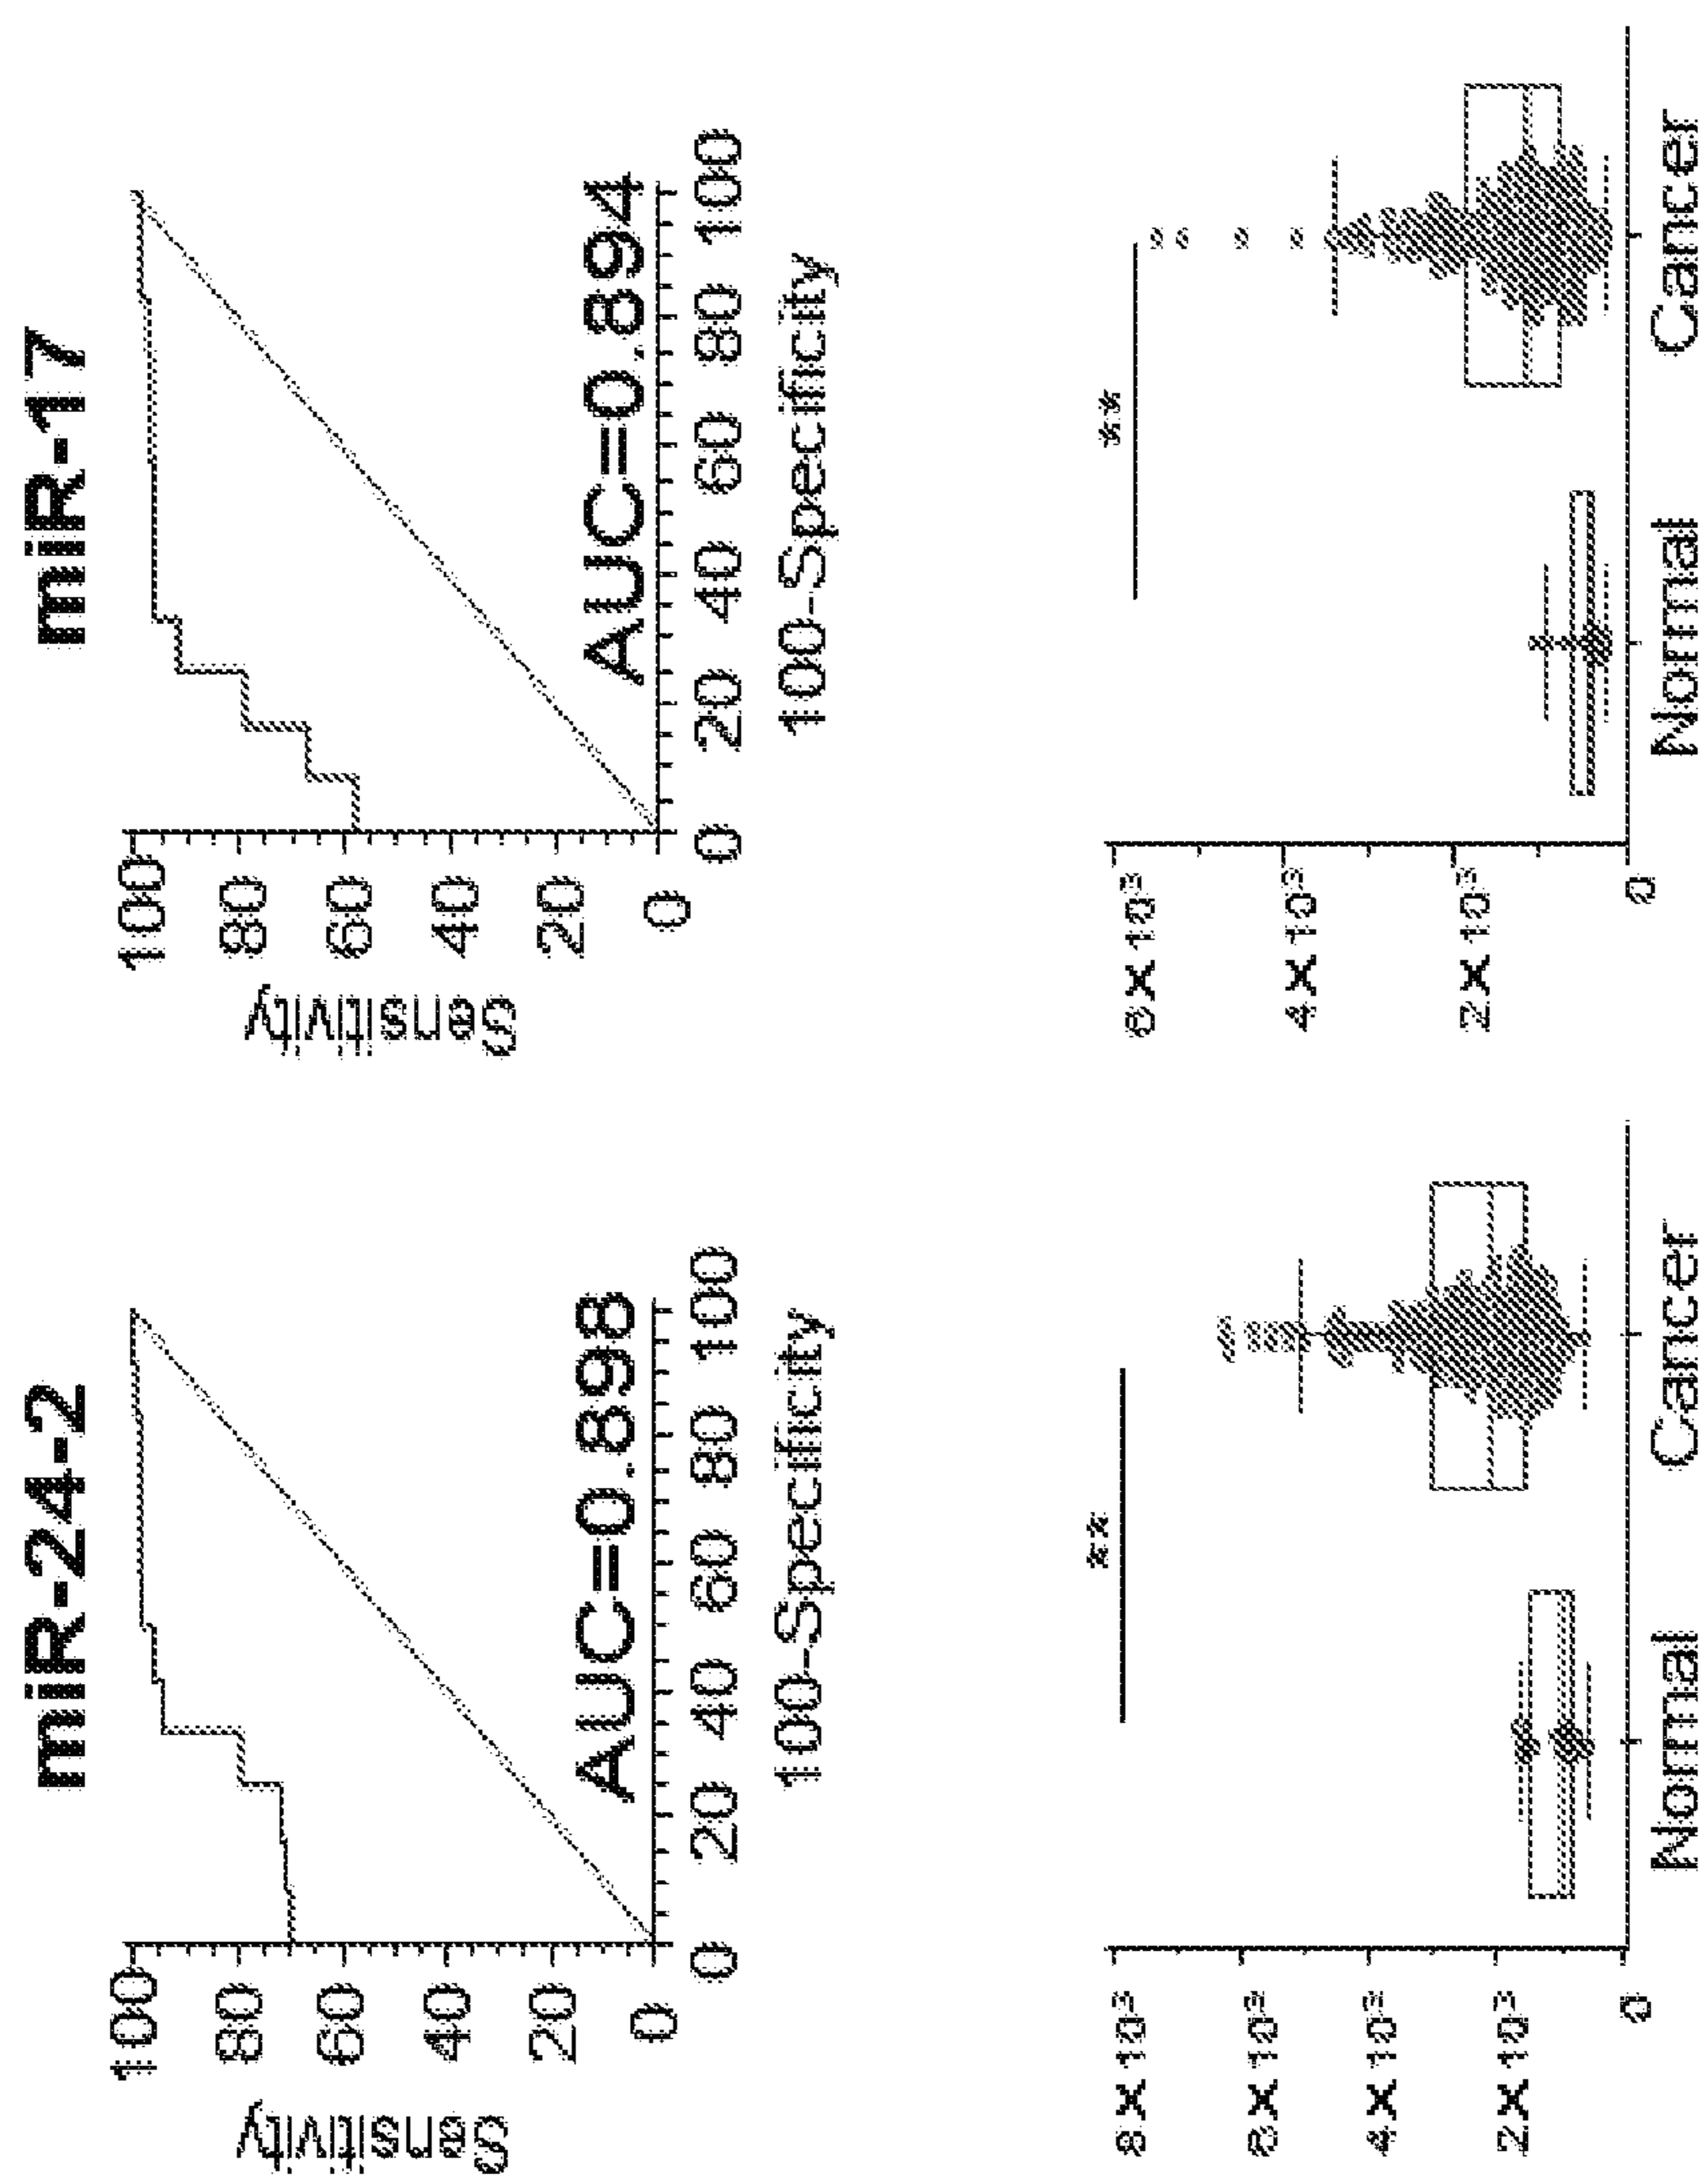 miR-24-2
Sensitivity
100
80
60
40
20
0
AUC=0.898
0 20 40 60 80 100
100-Specificity
miR-17
Sensitivity
100
80
60
40
20
0
AUC=0.894
0 20 40 60 80 100
100-Specificity
**
8×10³
6×10³
4×10³
2×10³
0
Normal Cancer
**
6×10³
4×10³
2×10³
0
Normal Cancer